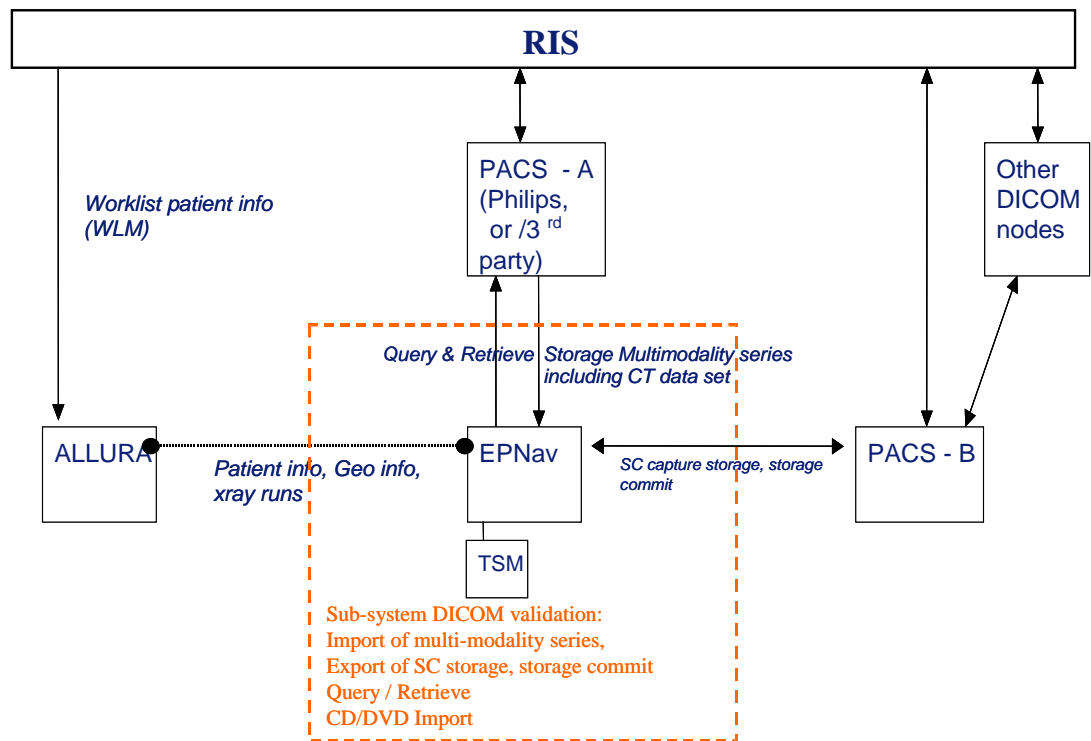 RIS
PACS - A
(Philips,
or /3 rd
party)
Other
DICOM
nodes
Worklist patient info
(WLM)
Query & Retrieve
Storage Multimodality series
including CT data set
ALLURA
Patient info, Geo info,
xray runs
EPNav
SC capture storage, storage
commit
PACS - B
TSM
Sub-system DICOM validation:
Import of multi-modality series,
Export of SC storage, storage commit
Query / Retrieve
CD/DVD Import